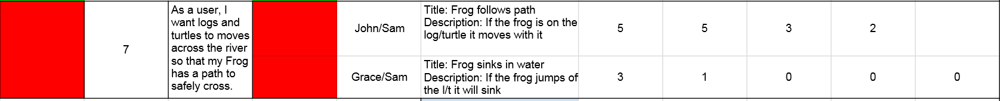 7
As a user, I
want logs and
turtles to moves
across the river
so that my Frog
has a path to
safely cross.
John/Sam
Title: Frog follows path
Description: If the frog is on the
log/turtle it moves with it
5
5
3
2
Grace/Sam
Title: Frog sinks in water
Description: If the frog jumps of
the l/t it will sink
3
1
0
0
0